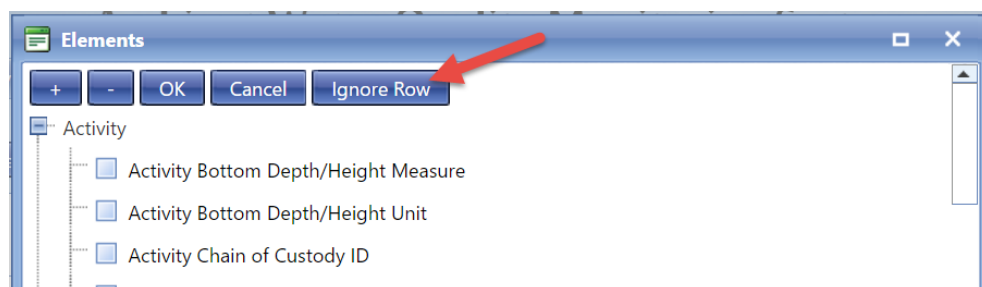 Elements
+ - OK Cancel Ignore Row
Activity
Activity Bottom Depth/Height Measure
Activity Bottom Depth/Height Unit
Activity Chain of Custody ID